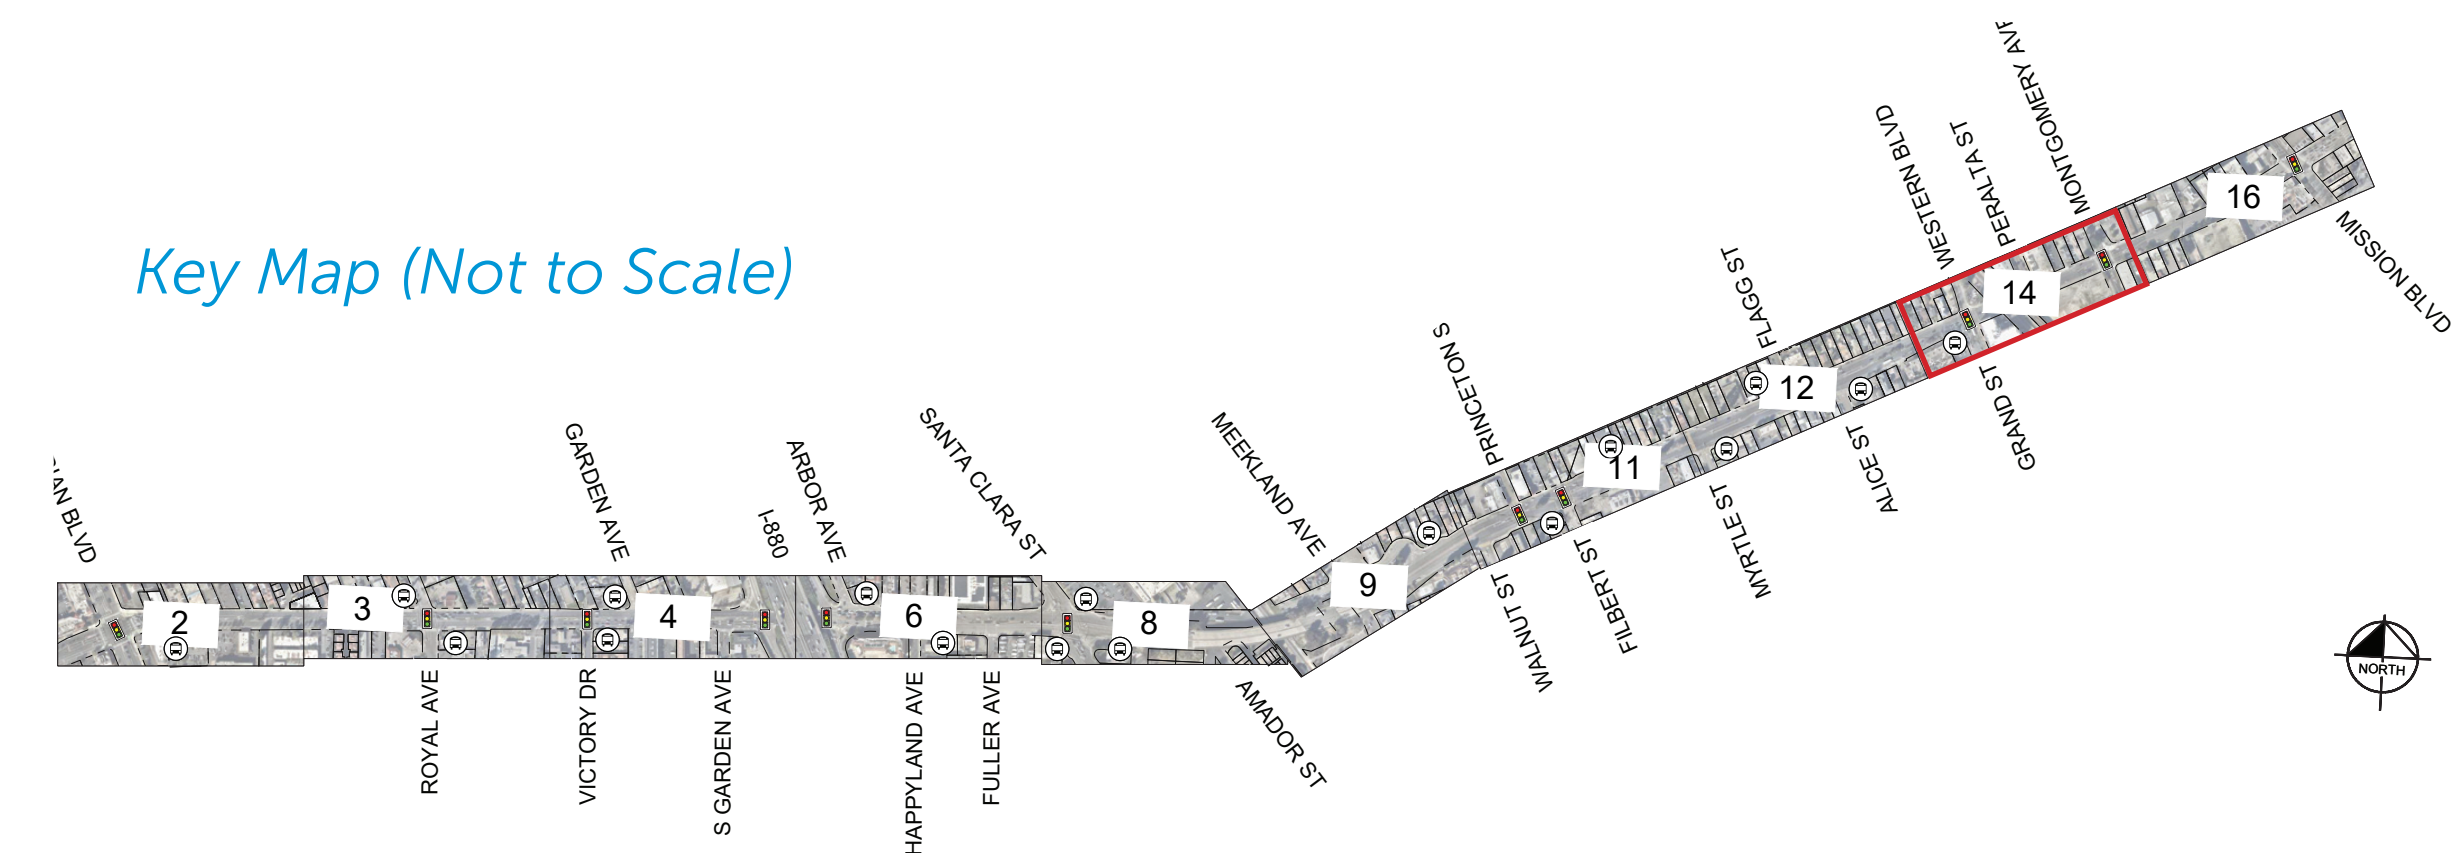 Key Map (Not to Scale)
AN BLVD
GARDEN AVE
I-880
ARBOR AVE
SANTA CLARA ST
MEEKLAND AVE
PRINCETON S
FLAGG ST
WESTERN BLVD
PERALTA ST
MONTGOMERY AVE
MISSION BLVD
2
3
4
6
8
9
11
12
14
16
ROYAL AVE
VICTORY DR
S GARDEN AVE
HAPPYLAND AVE
FULLER AVE
AMADOR ST
WALNUT ST
FILBERT ST
MYRTLE ST
ALICE ST
GRAND ST
NORTH